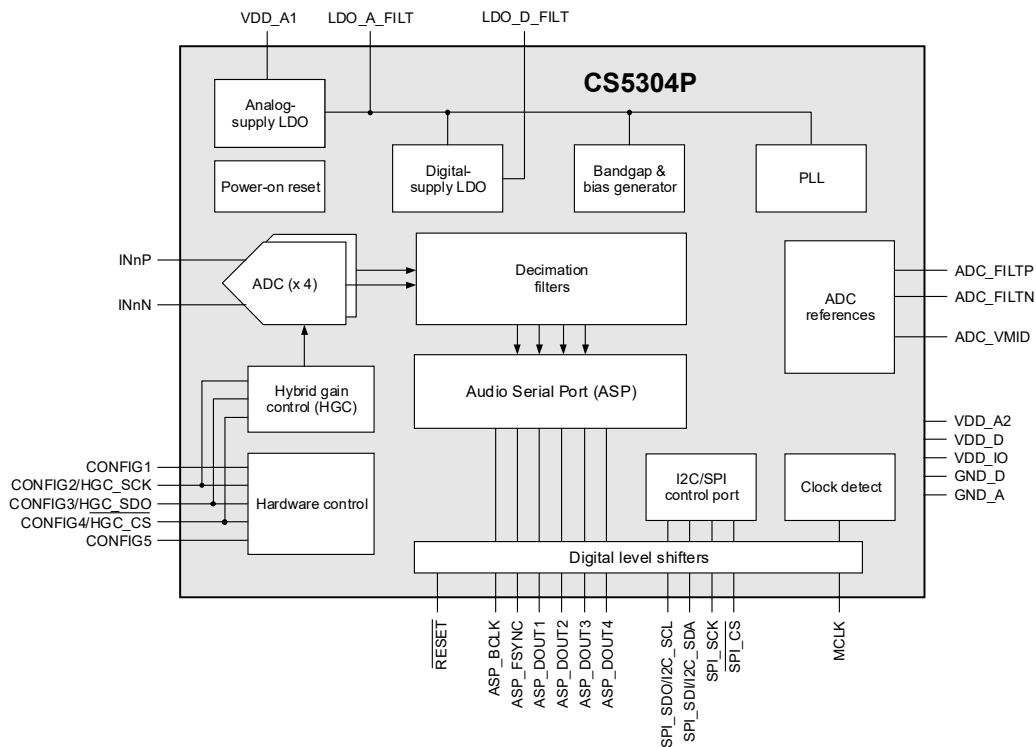 VDD_A1
LDO_A_FILT
LDO_D_FILT
CS5304P
Analog-
supply LDO
Power-on reset
Digital-
supply LDO
Bandgap &
bias generator
PLL
INnP
INnN
ADC (x 4)
Decimation
filters
ADC
references
ADC_FILTP
ADC_FILTN
ADC_VMID
Hybrid gain
control (HGC)
Audio Serial Port (ASP)
VDD_A2
VDD_D
VDD_IO
GND_D
GND_A
CONFIG1
CONFIG2/HGC_SCK
CONFIG3/HGC_SDO
CONFIG4/HGC_CS
CONFIG5
Hardware control
I2C/SPI
control port
Clock detect
Digital level shifters
RESET
ASP_BCLK
ASP_FSYNC
ASP_DOUT1
ASP_DOUT2
ASP_DOUT3
ASP_DOUT4
SPI_SDO/I2C_SCL
SPI_SDI/I2C_SDA
SPI_SCK
SPI_CS
MCLK